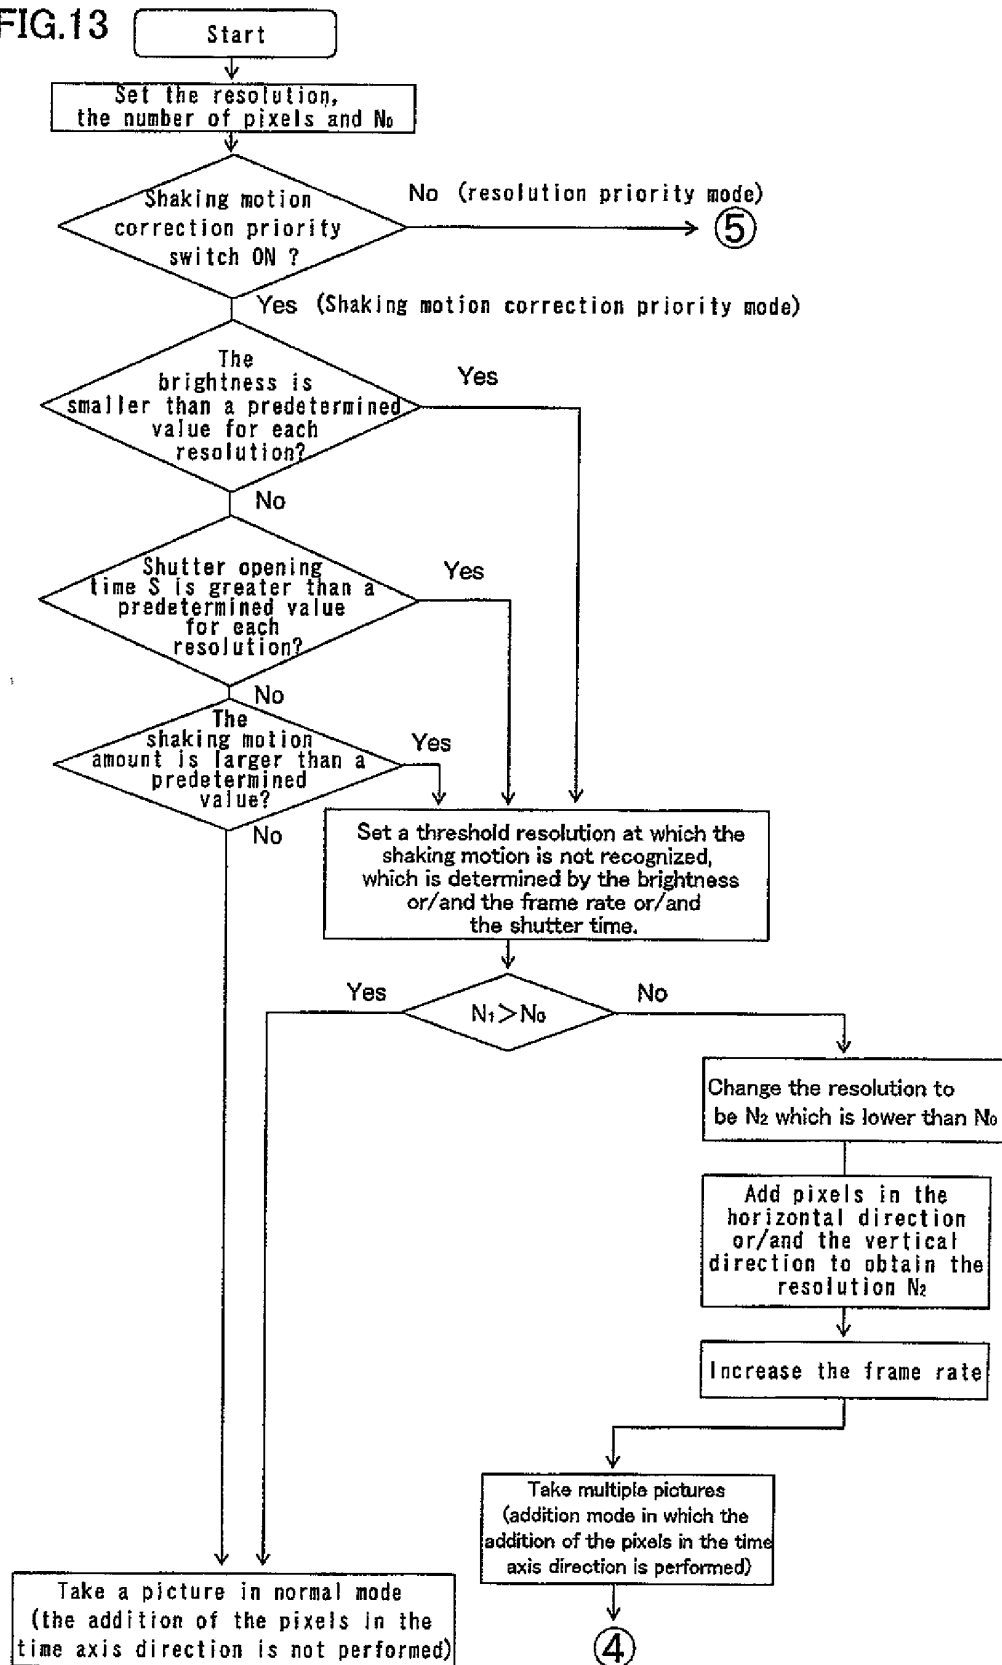 FIG.13
Start
Set the resolution,
the number of pixels and N₀
Shaking motion
correction priority
switch ON ?
No (resolution priority mode)
⑤
Yes (Shaking motion correction priority mode)
The
brightness is
smaller than a predetermined
value for each
resolution?
Yes
No
Shutter opening
time S is greater than a
predetermined value
for each
resolution?
Yes
No
The
shaking motion
amount is larger than a
predetermined
value?
Yes
No
Set a threshold resolution at which the
shaking motion is not recognized,
which is determined by the brightness
or/and the frame rate or/and
the shutter time.
Yes
N₁>N₀
No
Change the resolution to
be N₂ which is lower than N₀
Add pixels in the
horizontal direction
or/and the vertical
direction to obtain the
resolution N₂
Increase the frame rate
Take multiple pictures
(addition mode in which the
addition of the pixels in the time
axis direction is performed)
④
Take a picture in normal mode
(the addition of the pixels in the
time axis direction is not performed)